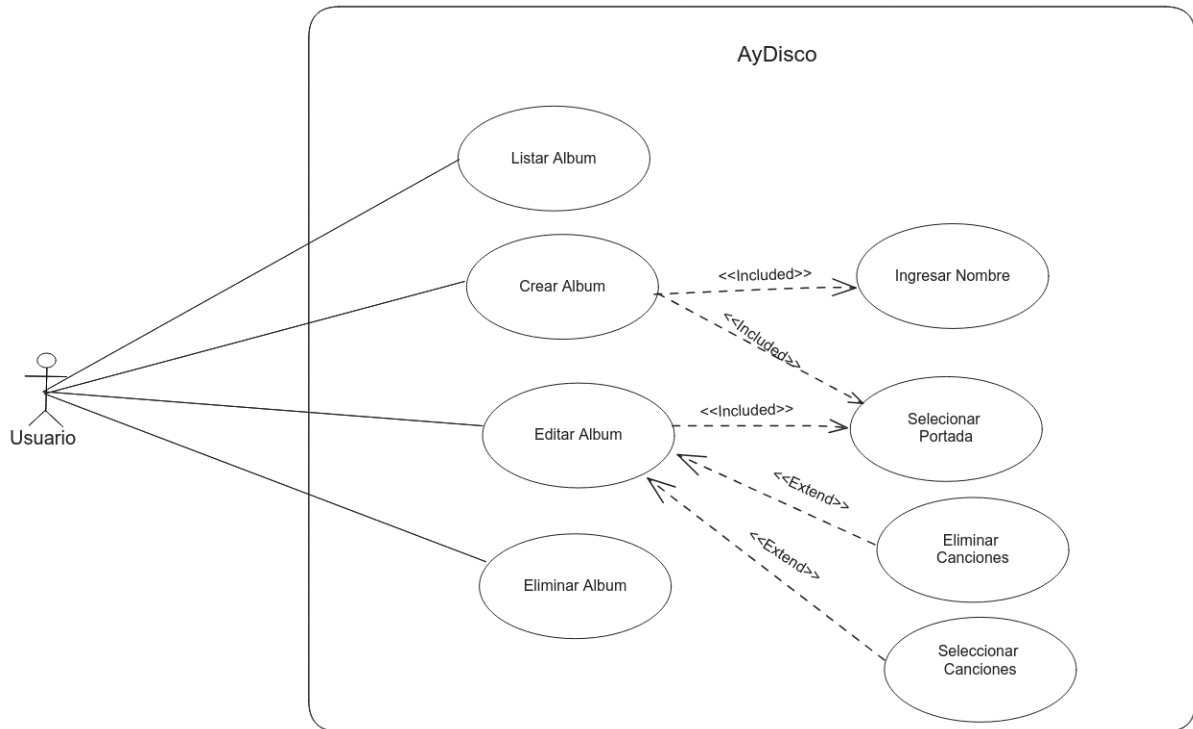 AyDisco
Listar Album
Crear Album
<<Included>>
Ingresar Nombre
<<Included>>
Usuario
Editar Album
<<Included>>
Selecionar
Portada
<<Extend>>
Eliminar
Canciones
<<Extend>>
Eliminar Album
Seleccionar
Canciones